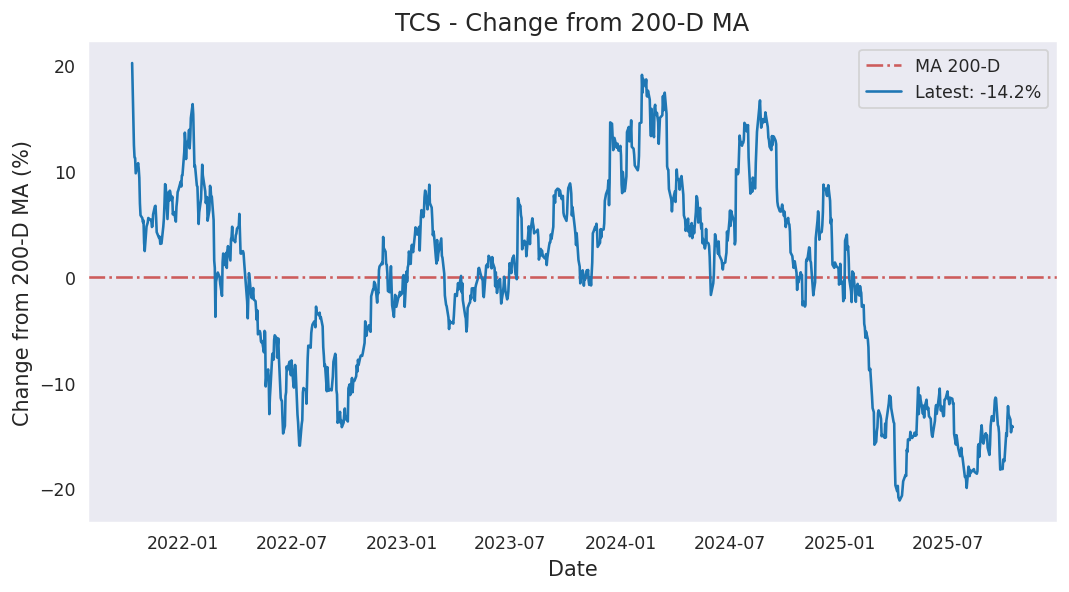 TCS - Change from 200-D MA
MA 200-D
Latest: -14.2%
Change from 200-D MA (%)
20
10
0
−10
−20
2022-01 2022-07 2023-01 2023-07 2024-01 2024-07 2025-01 2025-07
Date